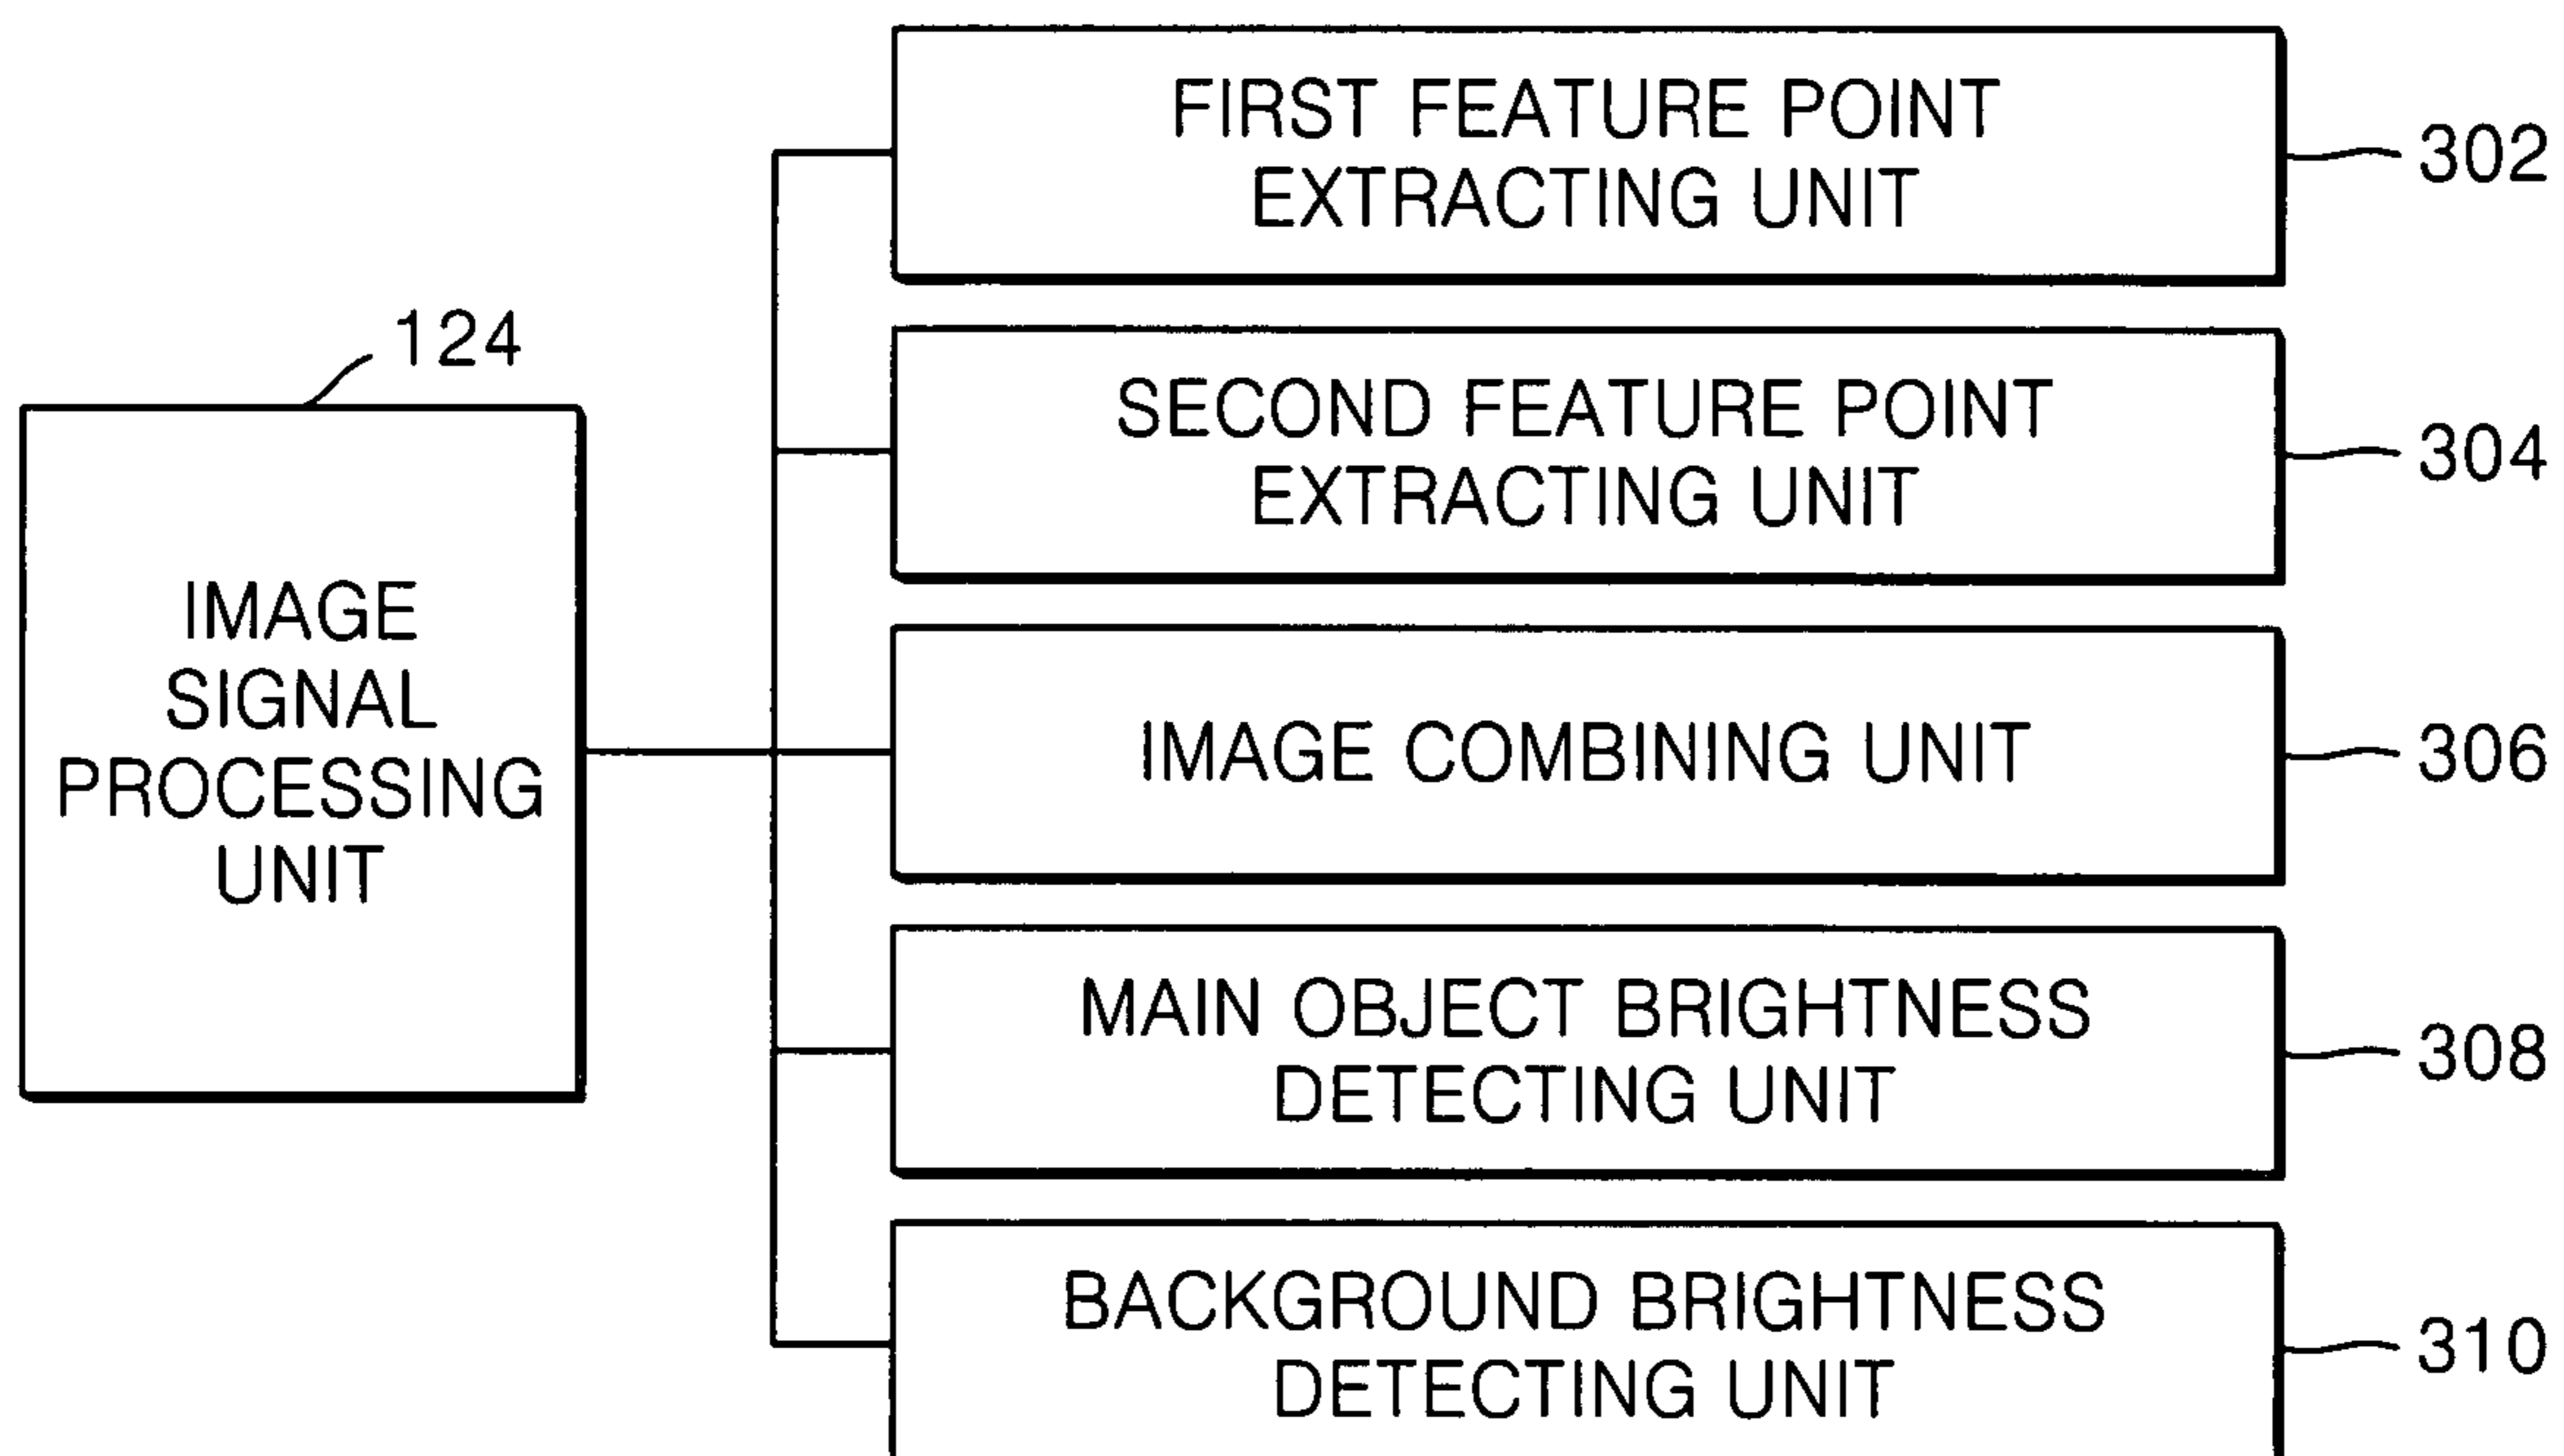 FIRST FEATURE POINT
EXTRACTING UNIT
302
124
SECOND FEATURE POINT
EXTRACTING UNIT
304
IMAGE
SIGNAL
PROCESSING
UNIT
IMAGE COMBINING UNIT
306
MAIN OBJECT BRIGHTNESS
DETECTING UNIT
308
BACKGROUND BRIGHTNESS
DETECTING UNIT
310